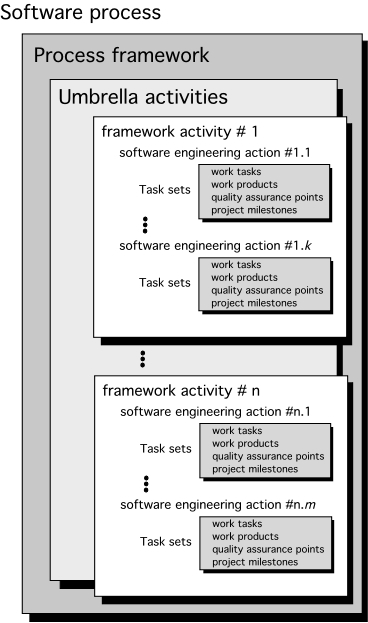 Software process
Process framework
Umbrella activities
framework activity # 1
software engineering action #1.1
Task sets
work tasks
work products
quality assurance points
project milestones
software engineering action #1.k
Task sets
work tasks
work products
quality assurance points
project milestones
framework activity # n
software engineering action #n.1
Task sets
work tasks
work products
quality assurance points
project milestones
software engineering action #n.m
Task sets
work tasks
work products
quality assurance points
project milestones